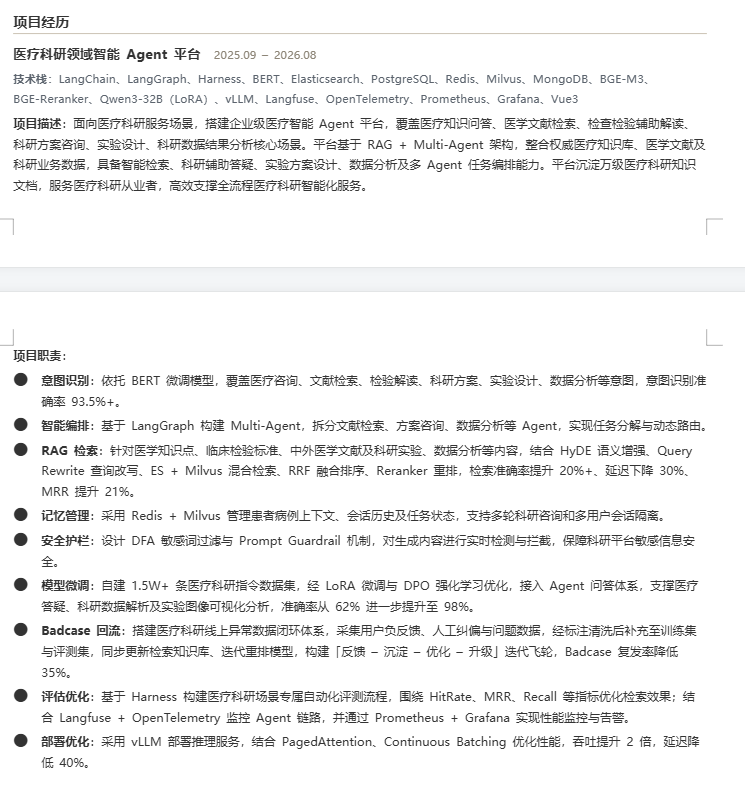 项目经历
医疗科研领域智能 Agent 平台 2025.09 – 2026.08
技术栈：LangChain、LangGraph、Harness、BERT、Elasticsearch、PostgreSQL、Redis、Milvus、MongoDB、BGE-M3、
BGE-Reranker、Qwen3-32B（LoRA）、vLLM、Langfuse、OpenTelemetry、Prometheus、Grafana、Vue3
项目描述：面向医疗科研服务场景，搭建企业级医疗智能 Agent 平台，覆盖医疗知识问答、医学文献检索、检查检验辅助解读、
科研方案咨询、实验设计、科研数据结果分析核心场景。平台基于 RAG + Multi-Agent 架构，整合权威医疗知识库、医学文献及
科研业务数据，具备智能检索、科研辅助答疑、实验方案设计、数据分析及多 Agent 任务编排能力。平台沉淀万级医疗科研知识
文档，服务医疗科研从业者，高效支撑全流程医疗科研智能化服务。
项目职责：
● 意图识别：依托 BERT 微调模型，覆盖医疗咨询、文献检索、检验解读、科研方案、实验设计、数据分析等意图，意图识别准
确率 93.5%+。
● 智能编排：基于 LangGraph 构建 Multi-Agent，拆分文献检索、方案咨询、数据分析等 Agent，实现任务分解与动态路由。
● RAG 检索：针对医学知识点、临床检验标准、中外医学文献及科研实验、数据分析等内容，结合 HyDE 语义增强、Query
Rewrite 查询改写、ES + Milvus 混合检索、RRF 融合排序、Reranker 重排，检索准确率提升 20%+、延迟下降 30%、
MRR 提升 21%。
● 记忆管理：采用 Redis + Milvus 管理患者病例上下文、会话历史及任务状态，支持多轮科研咨询和多用户会话隔离。
● 安全护栏：设计 DFA 敏感词过滤与 Prompt Guardrail 机制，对生成内容进行实时检测与拦截，保障科研平台敏感信息安
全。
● 模型微调：自建 1.5W+ 条医疗科研指令数据集，经 LoRA 微调与 DPO 强化学习优化，接入 Agent 问答体系，支撑医疗
答疑、科研数据解析及实验图像可视化分析，准确率从 62% 进一步提升至 98%。
● Badcase 回流：搭建医疗科研线上异常数据闭环体系，采集用户负反馈、人工纠偏与问题数据，经标注清洗后补充至训练集
与评测集，同步更新检索知识库、迭代重排模型，构建「反馈 – 沉淀 – 优化 – 升级」迭代飞轮，Badcase 复发率降低
35%。
● 评估优化：基于 Harness 构建医疗科研场景专属自动化评测流程，围绕 HitRate、MRR、Recall 等指标优化检索效果；结
合 Langfuse + OpenTelemetry 监控 Agent 链路，并通过 Prometheus + Grafana 实现性能监控与告警。
● 部署优化：采用 vLLM 部署推理服务，结合 PagedAttention、Continuous Batching 优化性能，吞吐提升 2 倍，延迟降
低 40%。